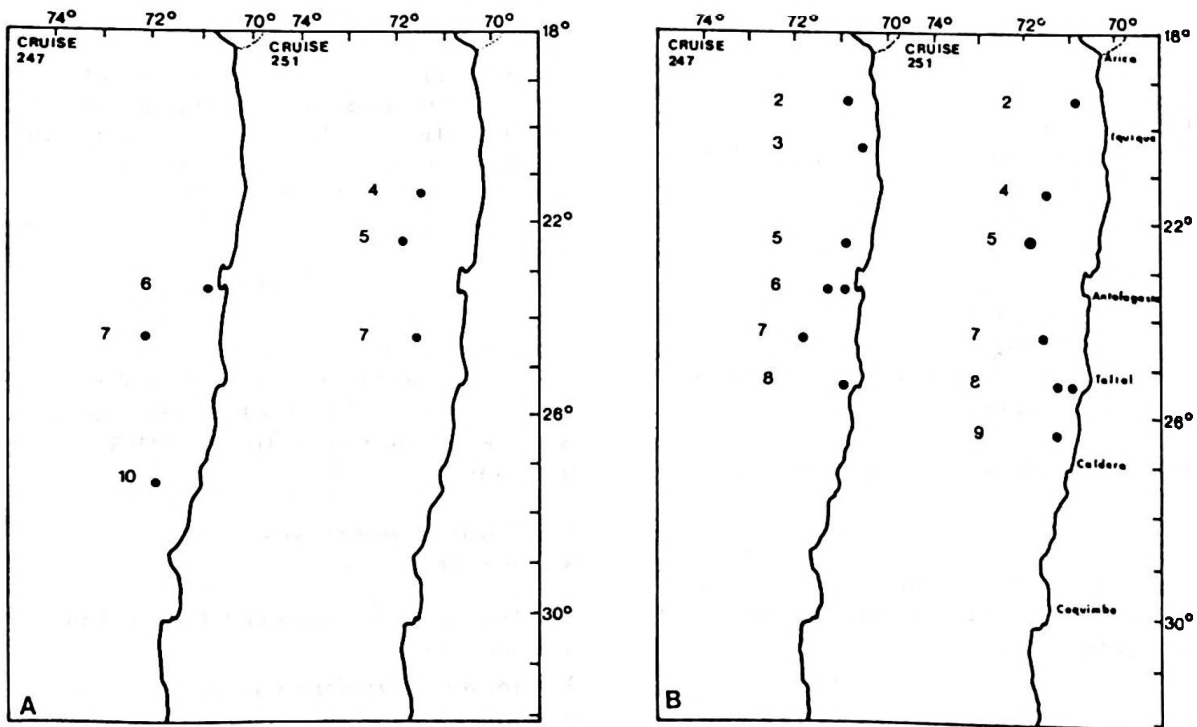 74° 72° 70° 72° 70°
18°
CRUISE
247
CRUISE
251
4
5
22°
6
7
7
26°
10
30°
A
74° 72° 70° 74° 72° 70°
18°
CRUISE
247
CRUISE
251
Arica
2
2
3
Iquique
4
22°
5
5
6
Antofagasta
7
7
8
8
Taltal
26°
9
Caldera
Coquimbo
30°
B